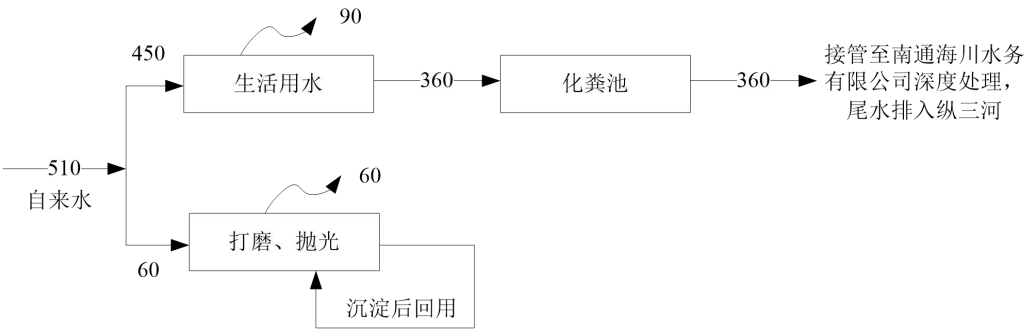 90
450
生活用水
360
化粪池
360
接管至南通海川水务
有限公司深度处理，
尾水排入纵三河
510
自来水
60
打磨、抛光
60
沉淀后回用